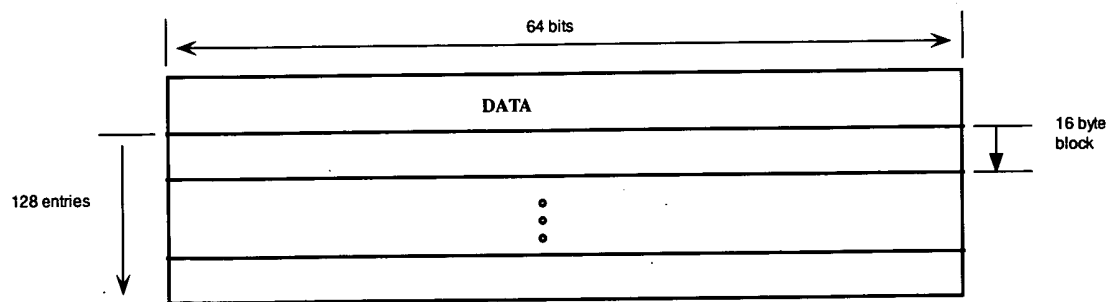 64 bits
DATA
16 byte
block
128 entries